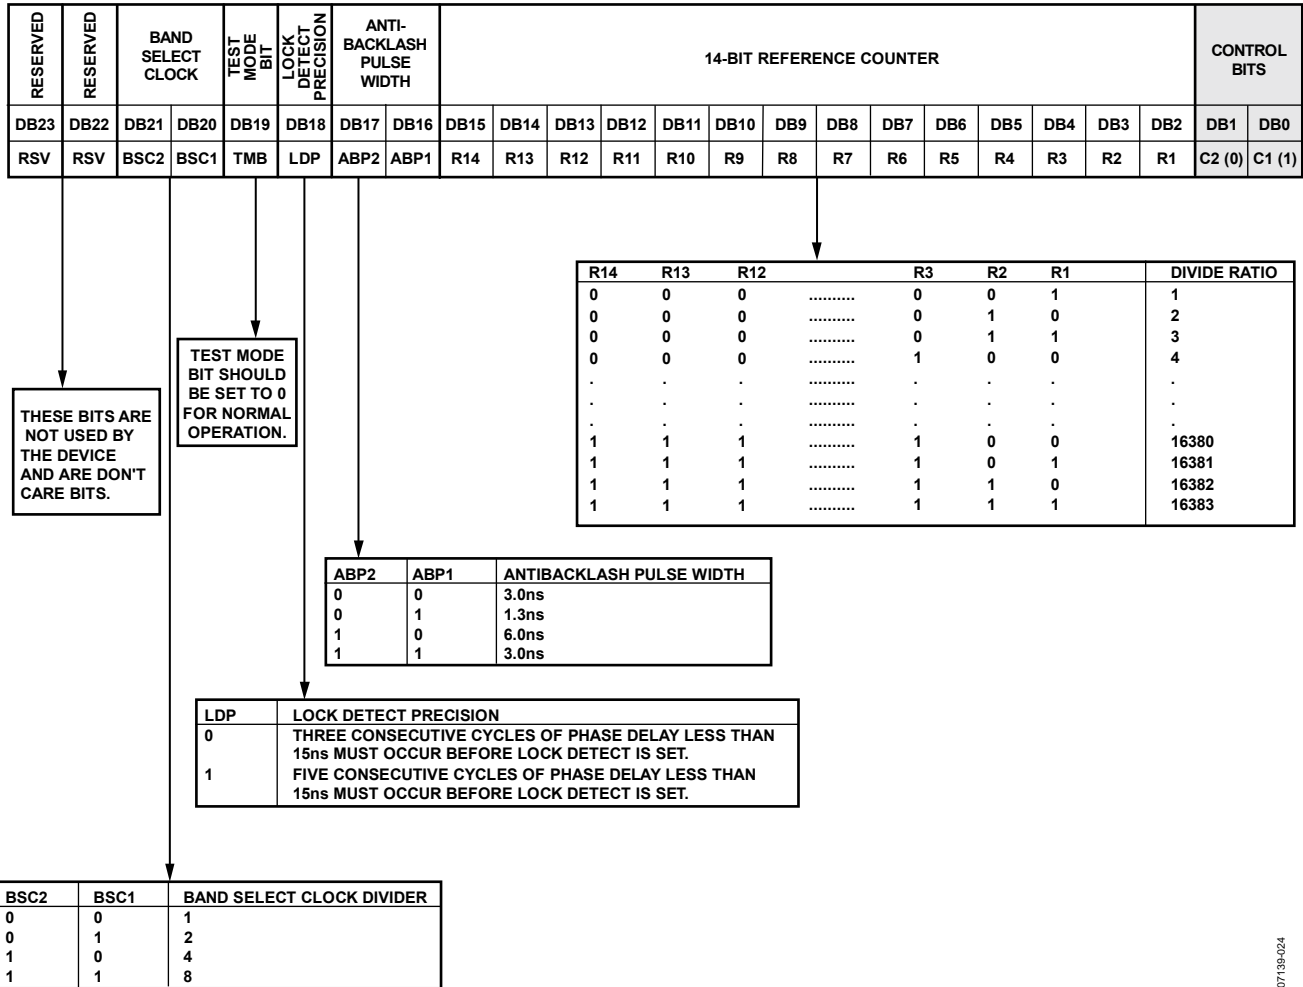 RESERVED
RESERVED
BAND
SELECT
CLOCK
TEST
MODE
BIT
LOCK
DETECT
PRECISION
ANTI-
BACKLASH
PULSE
WIDTH
14-BIT REFERENCE COUNTER
CONTROL
BITS
DB23 DB22 DB21 DB20 DB19 DB18 DB17 DB16 DB15 DB14 DB13 DB12 DB11 DB10 DB9 DB8 DB7 DB6 DB5 DB4 DB3 DB2 DB1 DB0
RSV RSV BSC2 BSC1 TMB LDP ABP2 ABP1 R14 R13 R12 R11 R10 R9 R8 R7 R6 R5 R4 R3 R2 R1 C2 (0) C1 (1)
R14 R13 R12 R3 R2 R1 DIVIDE RATIO
0 0 0 .......... 0 0 1 1
0 0 0 .......... 0 1 0 2
0 0 0 .......... 0 1 1 3
0 0 0 .......... 1 0 0 4
. . . .......... . . . .
. . . .......... . . . .
. . . .......... . . . .
1 1 1 .......... 1 0 0 16380
1 1 1 .......... 1 0 1 16381
1 1 1 .......... 1 1 0 16382
1 1 1 .......... 1 1 1 16383
TEST MODE
BIT SHOULD
BE SET TO 0
FOR NORMAL
OPERATION.
THESE BITS ARE
NOT USED BY
THE DEVICE
AND ARE DON'T
CARE BITS.
ABP2 ABP1 ANTIBACKLASH PULSE WIDTH
0 0 3.0ns
0 1 1.3ns
1 0 6.0ns
1 1 3.0ns
LDP LOCK DETECT PRECISION
0 THREE CONSECUTIVE CYCLES OF PHASE DELAY LESS THAN
15ns MUST OCCUR BEFORE LOCK DETECT IS SET.
1 FIVE CONSECUTIVE CYCLES OF PHASE DELAY LESS THAN
15ns MUST OCCUR BEFORE LOCK DETECT IS SET.
BSC2 BSC1 BAND SELECT CLOCK DIVIDER
0 0 1
0 1 2
1 0 4
1 1 8
07139-024